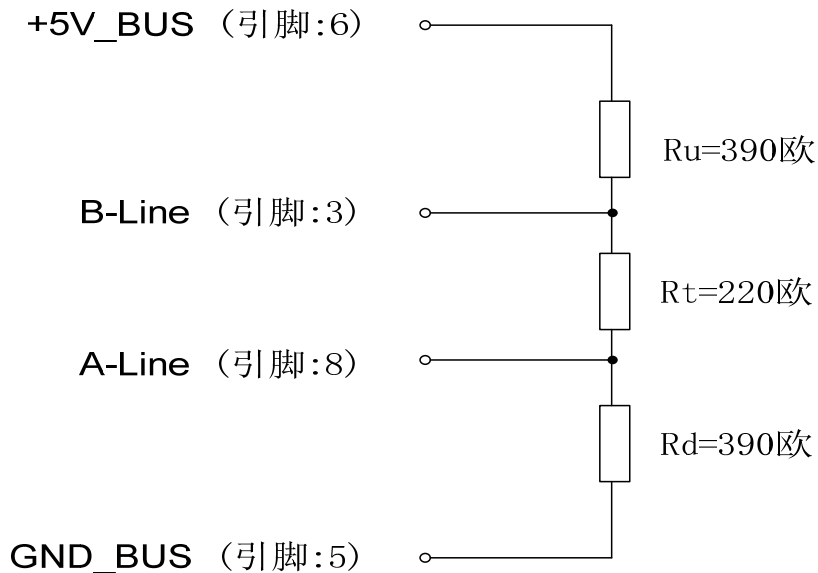 +5V_BUS (引脚:6)
Ru=390欧
B-Line (引脚:3)
Rt=220欧
A-Line (引脚:8)
Rd=390欧
GND_BUS (引脚:5)